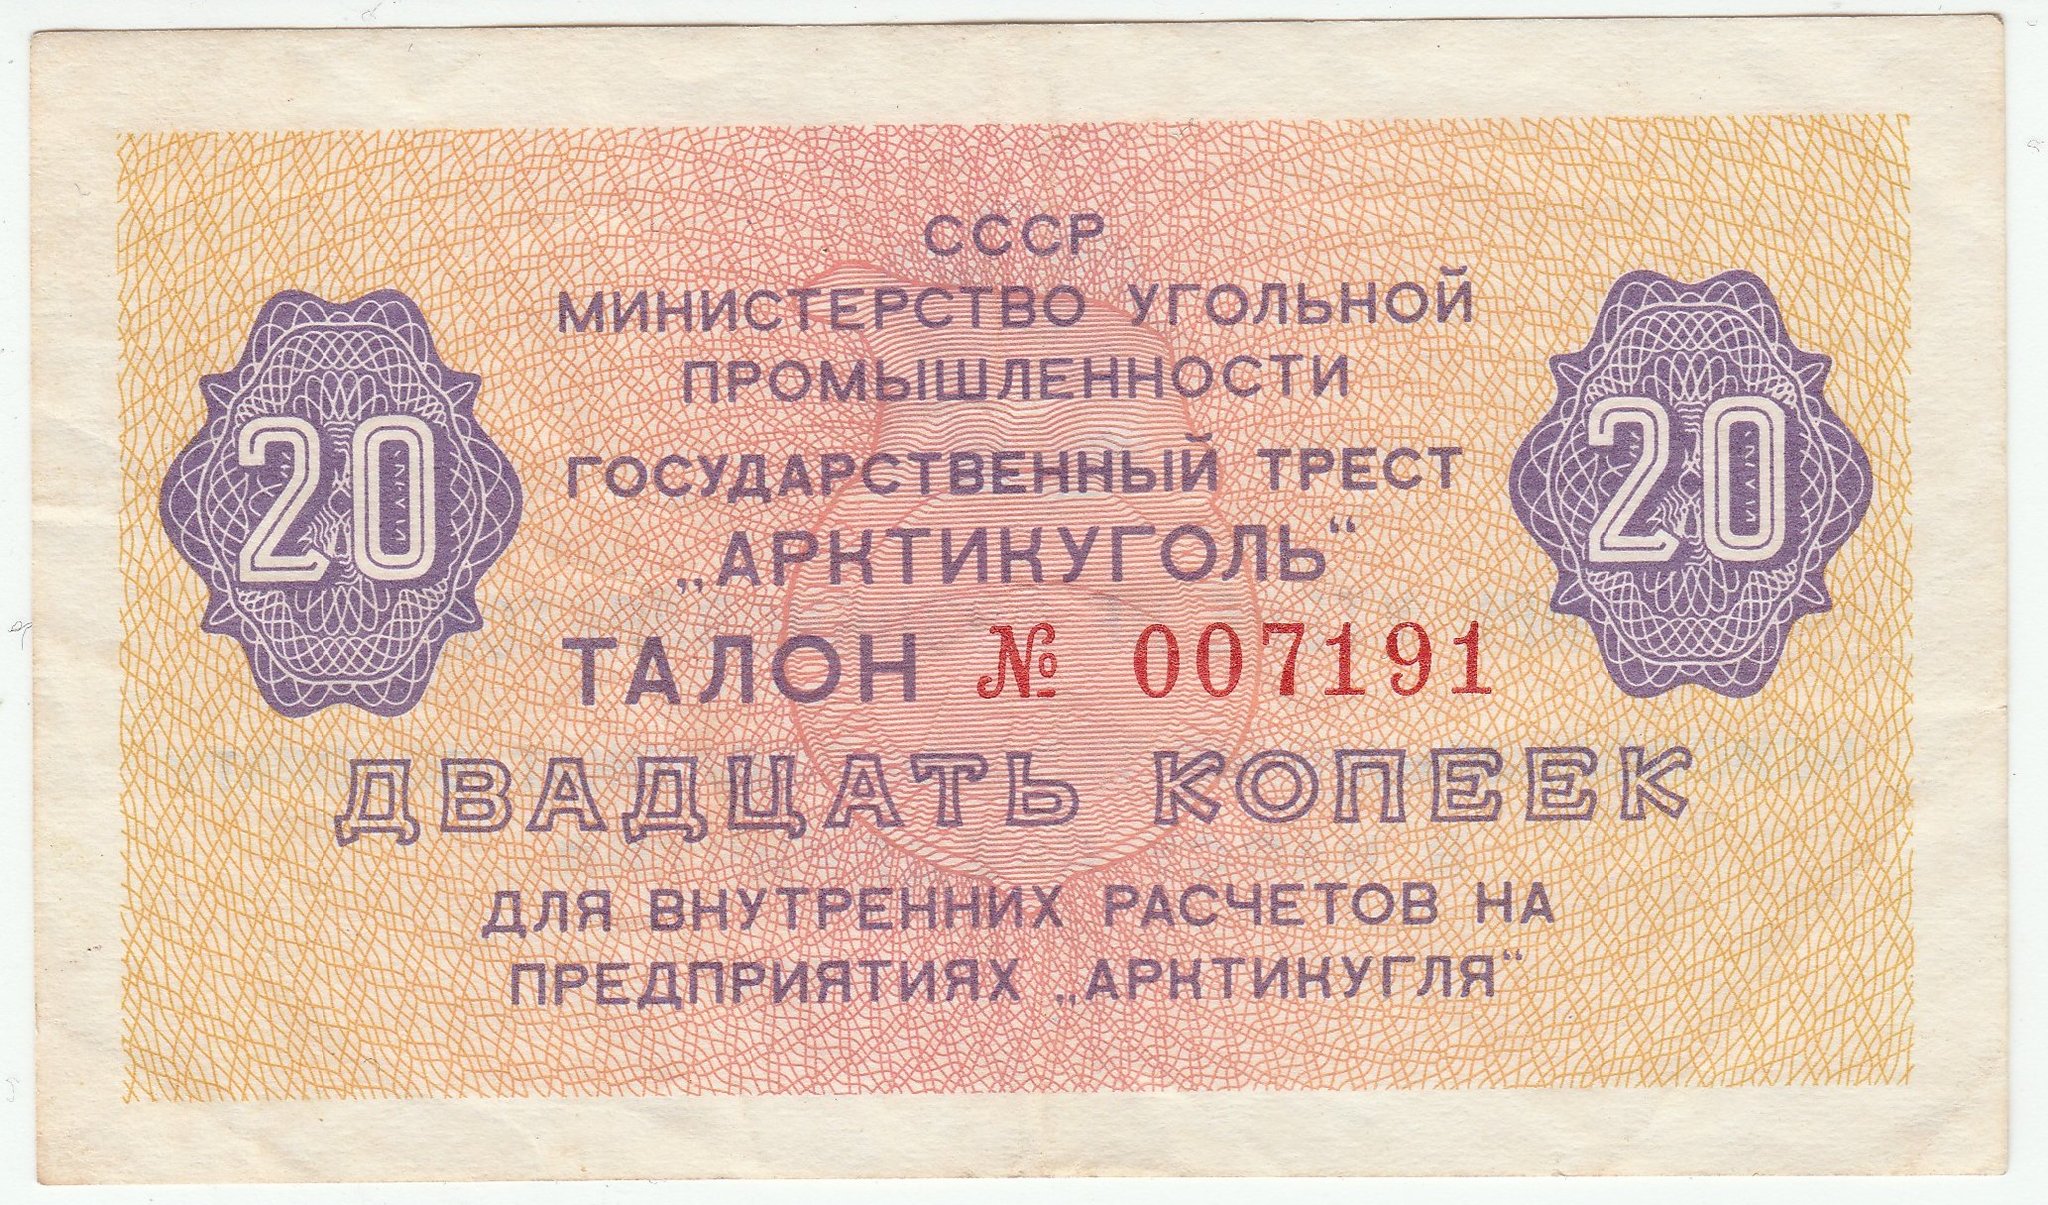 СССР
МИНИСТЕРСТВО УГОЛЬНОЙ
ПРОМЫШЛЕННОСТИ
ГОСУДАРСТВЕННЫЙ ТРЕСТ
„АРКТИКУГОЛЬ“
20
20
ТАЛОН № 007191
ДВАДЦАТЬ КОПЕЕК
ДЛЯ ВНУТРЕННИХ РАСЧЕТОВ НА
ПРЕДПРИЯТИЯХ „АРКТИКУГЛЯ“